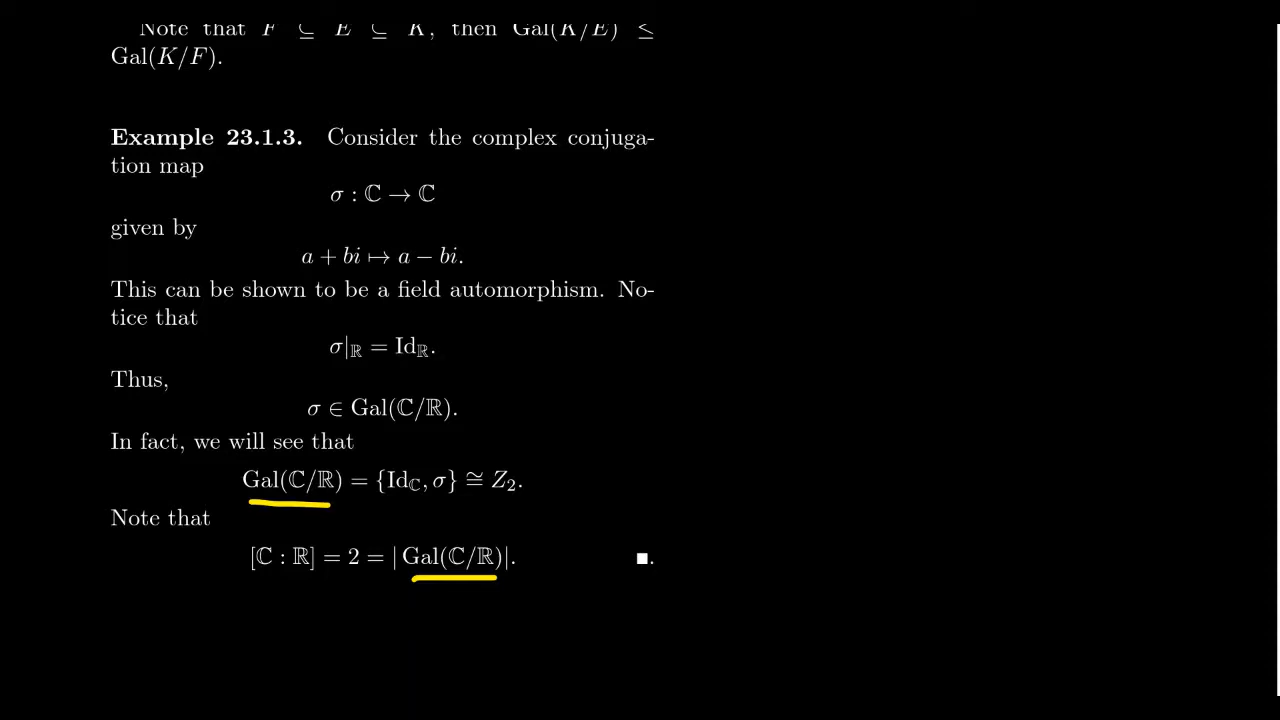 Note that F ⊆ E ⊆ K, then Gal(K/E) ≤
Gal(K/F).
Example 23.1.3. Consider the complex conjuga-
tion map
σ : ℂ → ℂ
given by
a + bi ↦ a − bi.
This can be shown to be a field automorphism. No-
tice that
σ|ℝ = Idℝ.
Thus,
σ ∈ Gal(ℂ/ℝ).
In fact, we will see that
Gal(ℂ/ℝ) = {Idℂ, σ} ≅ Z₂.
Note that
[ℂ : ℝ] = 2 = | Gal(ℂ/ℝ)|. ■.